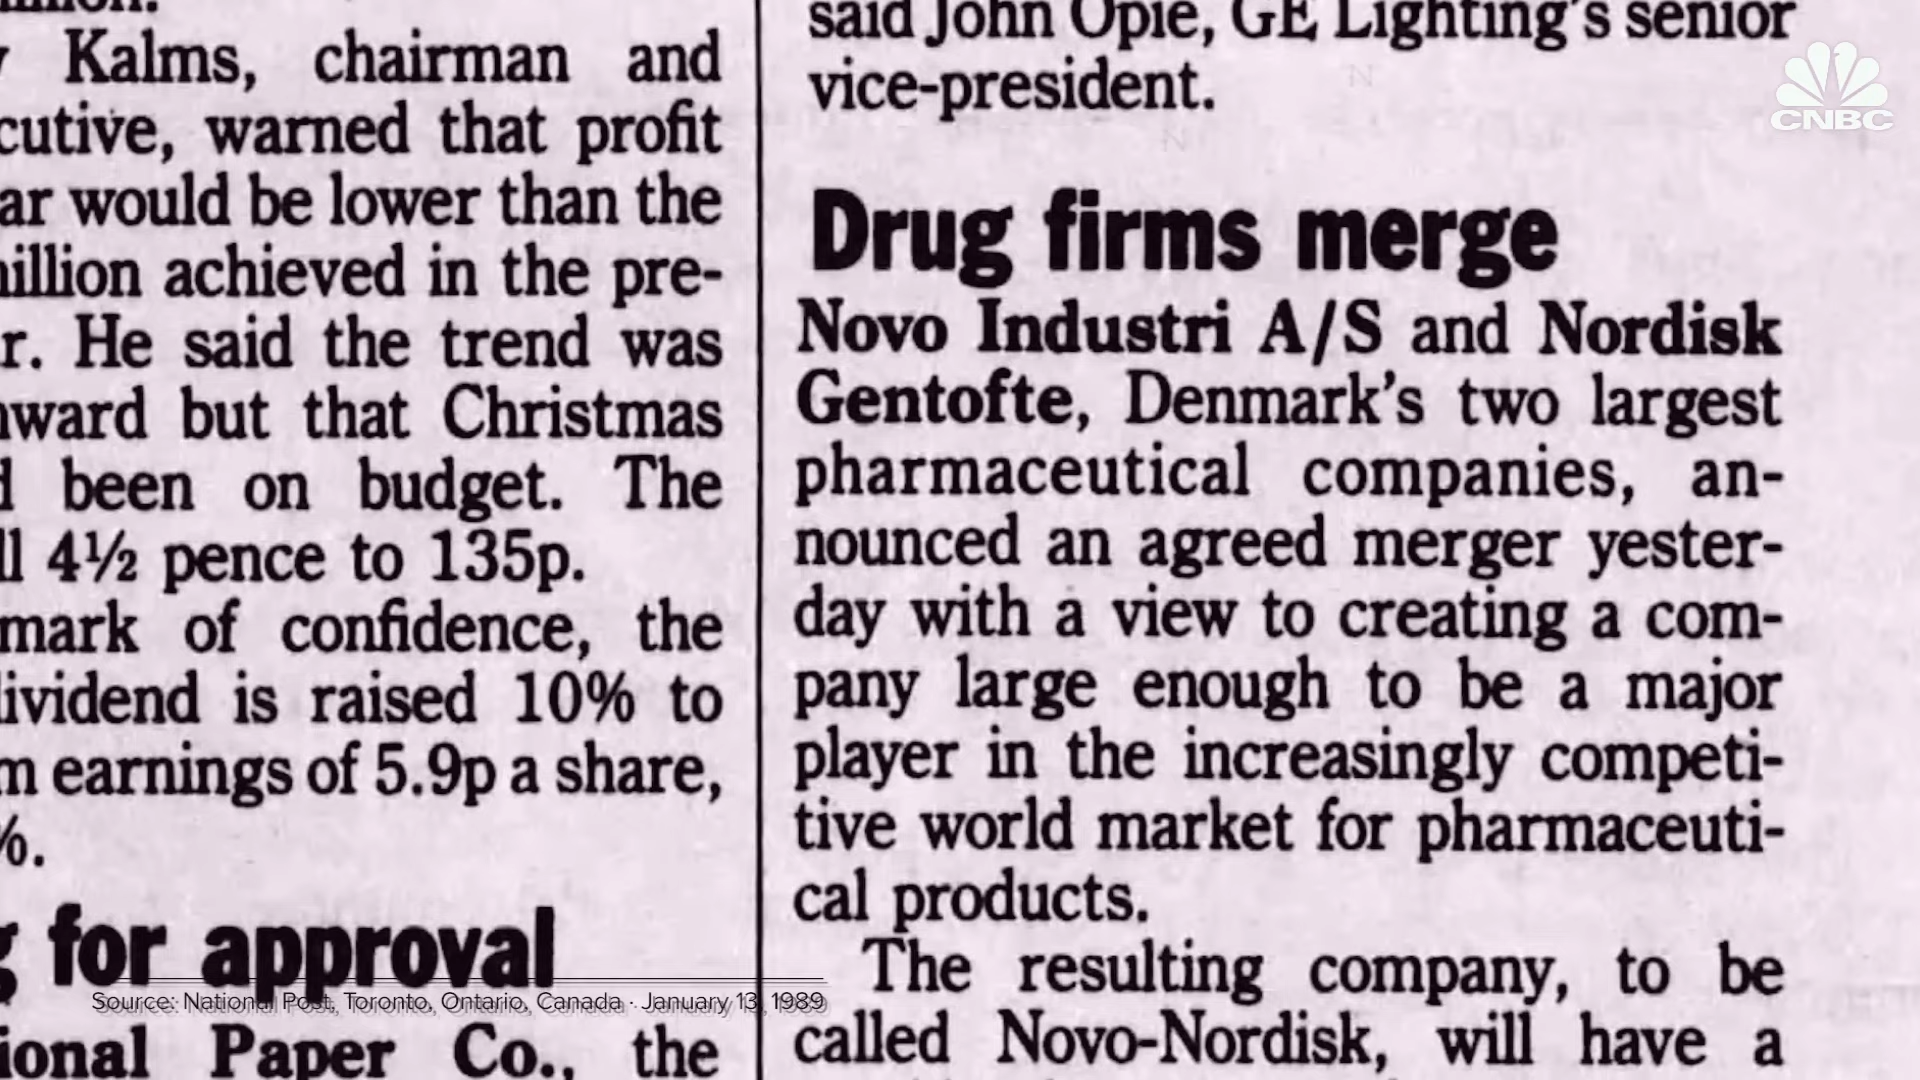 Kalms, chairman and
cutive, warned that profit
ar would be lower than the
illion achieved in the pre-
r. He said the trend was
ward but that Christmas
been on budget. The
ll 4½ pence to 135p.
mark of confidence, the
ividend is raised 10% to
m earnings of 5.9p a share,
%.
for approval
ional Paper Co., the
said John Opie, GE Lighting's senior
vice-president.
Drug firms merge
Novo Industri A/S and Nordisk
Gentofte, Denmark's two largest
pharmaceutical companies, an-
nounced an agreed merger yester-
day with a view to creating a com-
pany large enough to be a major
player in the increasingly competi-
tive world market for pharmaceuti-
cal products.
The resulting company, to be
called Novo-Nordisk, will have a
CNBC
Source: National Post, Toronto, Ontario, Canada · January 13, 1989